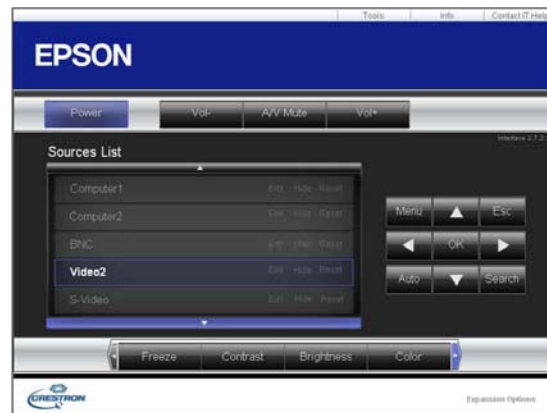 Tools Info Contact IT Help
EPSON
Power Vol- A/V Mute Vol+
Interface 2.7.2.
Sources List
Computer1 Edit Hide Reset
Computer2 Edit Hide Reset
BNC Edit Hide Reset
Video2 Edit Hide Reset
S-Video Edit Hide Reset
Menu Esc
OK
Auto Search
Freeze Contrast Brightness Color
CRESTRON Expansion Options